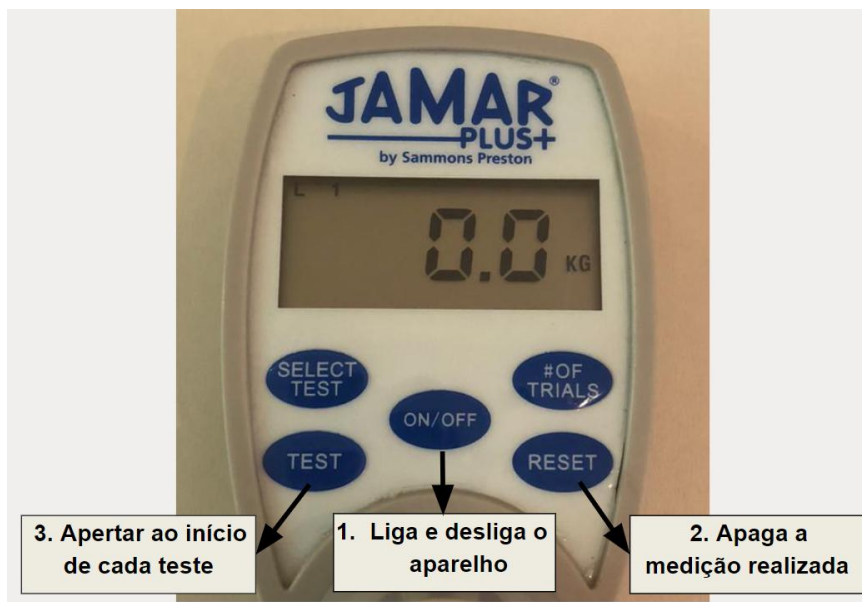 JAMAR®
PLUS+
by Sammons Preston
L 1
0.0 KG
SELECT
TEST
#OF
TRIALS
ON/OFF
TEST
RESET
3. Apertar ao início
de cada teste
1. Liga e desliga o
aparelho
2. Apaga a
medição realizada